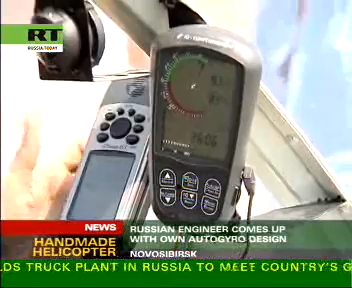 RT
RUSSIA TODAY
NEWS
HANDMADE
HELICOPTER
RUSSIAN ENGINEER COMES UP
WITH OWN AUTOGYRO DESIGN
NOVOSIBIRSK
LDS TRUCK PLANT IN RUSSIA TO MEET COUNTRY'S G